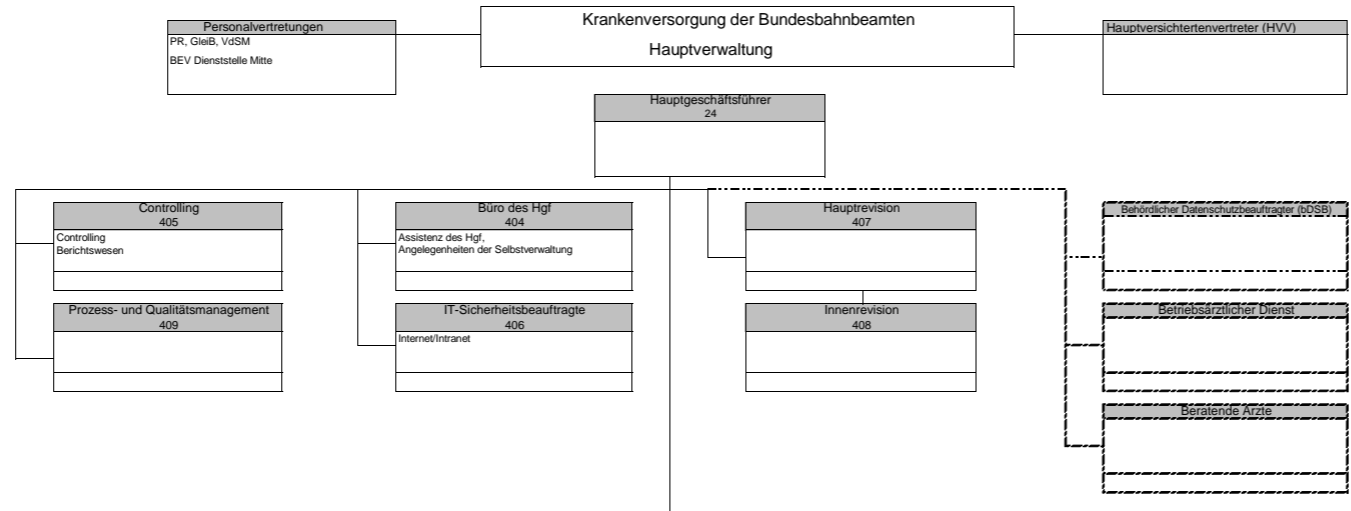 Krankenversorgung der Bundesbahnbeamten
Hauptverwaltung
Personalvertretungen
PR, GleiB, VdSM
BEV Dienststelle Mitte
Hauptversichtertenvertreter (HVV)
Hauptgeschäftsführer
24
Controlling
405
Controlling
Berichtswesen
Büro des Hgf
404
Assistenz des Hgf,
Angelegenheiten der Selbstverwaltung
Hauptrevision
407
Behördlicher Datenschutzbeauftragter (bDSB)
Prozess- und Qualitätsmanagement
409
IT-Sicherheitsbeauftragte
406
Internet/Intranet
Innenrevision
408
Betriebsärztlicher Dienst
Beratende Ärzte